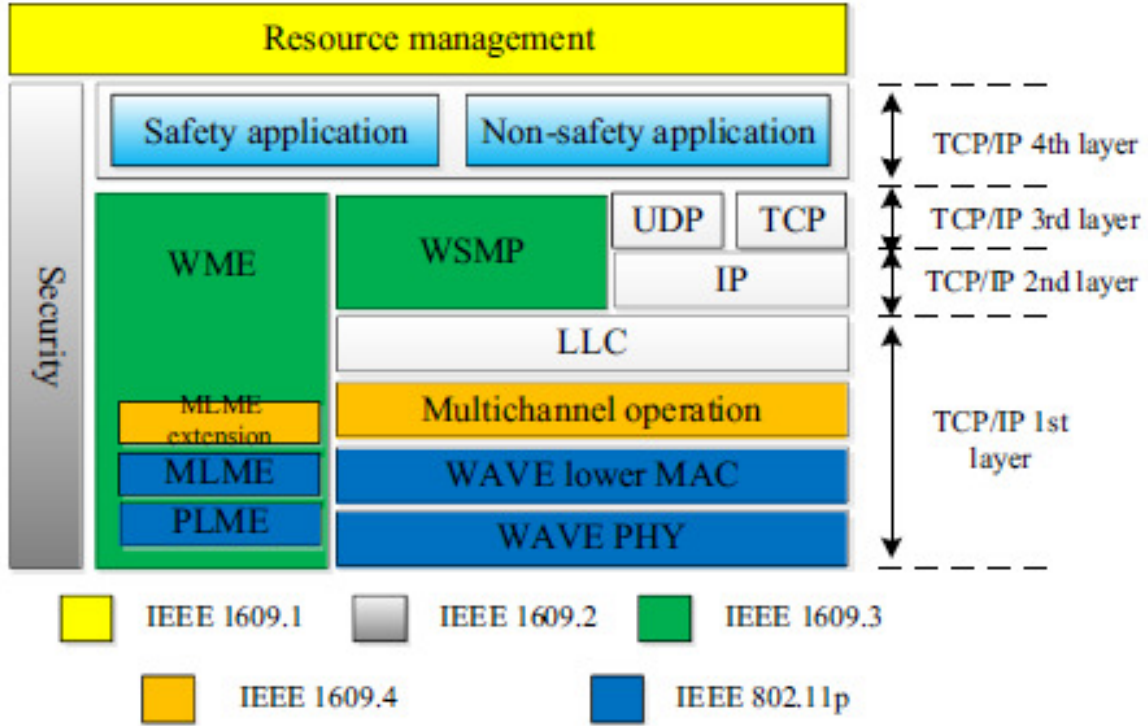 Resource management
Safety application
Non-safety application
TCP/IP 4th layer
Security
WME
WSMP
UDP
TCP
TCP/IP 3rd layer
IP
TCP/IP 2nd layer
LLC
MLME
extension
Multichannel operation
TCP/IP 1st
layer
MLME
WAVE lower MAC
PLME
WAVE PHY
IEEE 1609.1
IEEE 1609.2
IEEE 1609.3
IEEE 1609.4
IEEE 802.11p